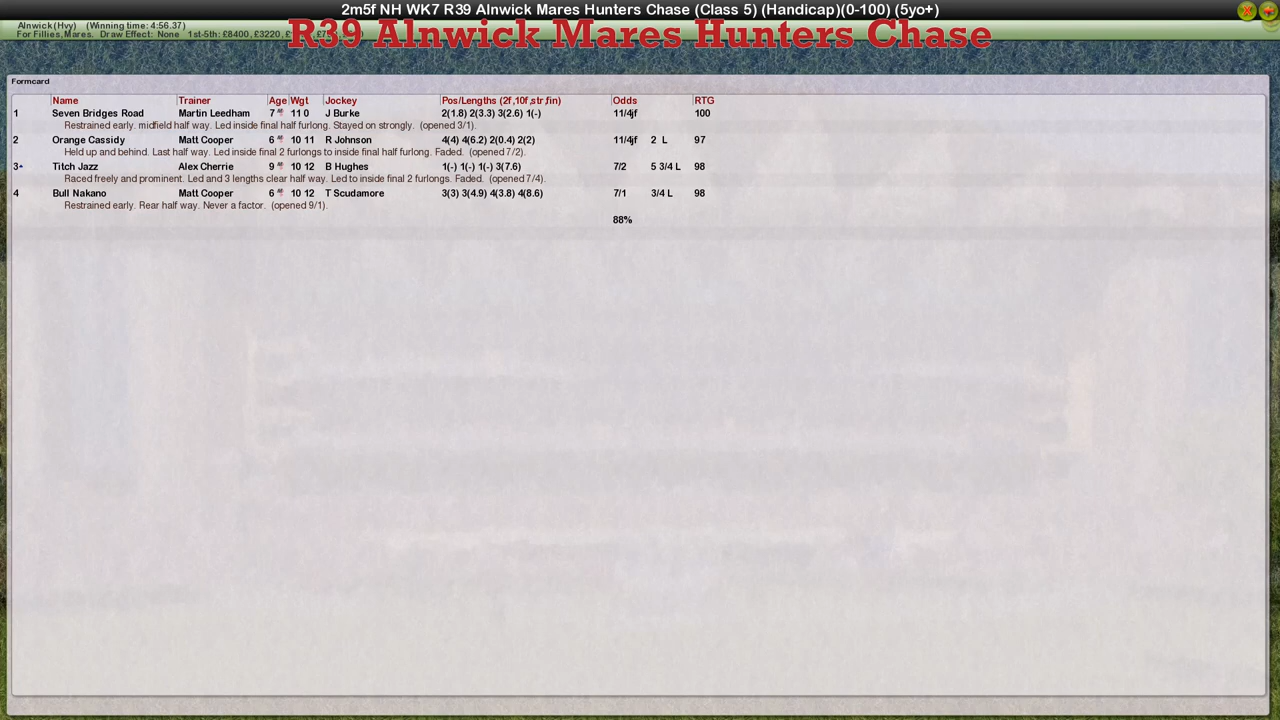 2m5f NH WK7 R39 Alnwick Mares Hunters Chase (Class 5) (Handicap)(0-100) (5yo+)
R39 Alnwick Mares Hunters Chase
Alnwick(Hvy) (Winning time: 4:56.37)
For Fillies,Mares. Draw Effect: None 1st-5th: £8400, £3220,
Formcard
Name Trainer Age Wgt Jockey Pos/Lengths (2f,10f,str,fin) Odds RTG
1 Seven Bridges Road Martin Leedham 7 11 0 J Burke 2(1.8) 2(3.3) 3(2.6) 1(-) 11/4jf 100
Restrained early. midfield half way. Led inside final half furlong. Stayed on strongly. (opened 3/1).
2 Orange Cassidy Matt Cooper 6 10 11 R Johnson 4(4) 4(6.2) 2(0.4) 2(2) 11/4jf 2 L 97
Held up and behind. Last half way. Led inside final 2 furlongs to inside final half furlong. Faded. (opened 7/2).
3 Titch Jazz Alex Cherrie 9 10 12 B Hughes 1(-) 1(-) 1(-) 3(7.6) 7/2 5 3/4 L 98
Raced freely and prominent. Led and 3 lengths clear half way. Led to inside final 2 furlongs. Faded. (opened 7/4).
4 Bull Nakano Matt Cooper 6 10 12 T Scudamore 3(3) 3(4.9) 4(3.8) 4(8.6) 7/1 3/4 L 98
Restrained early. Rear half way. Never a factor. (opened 9/1).
88%